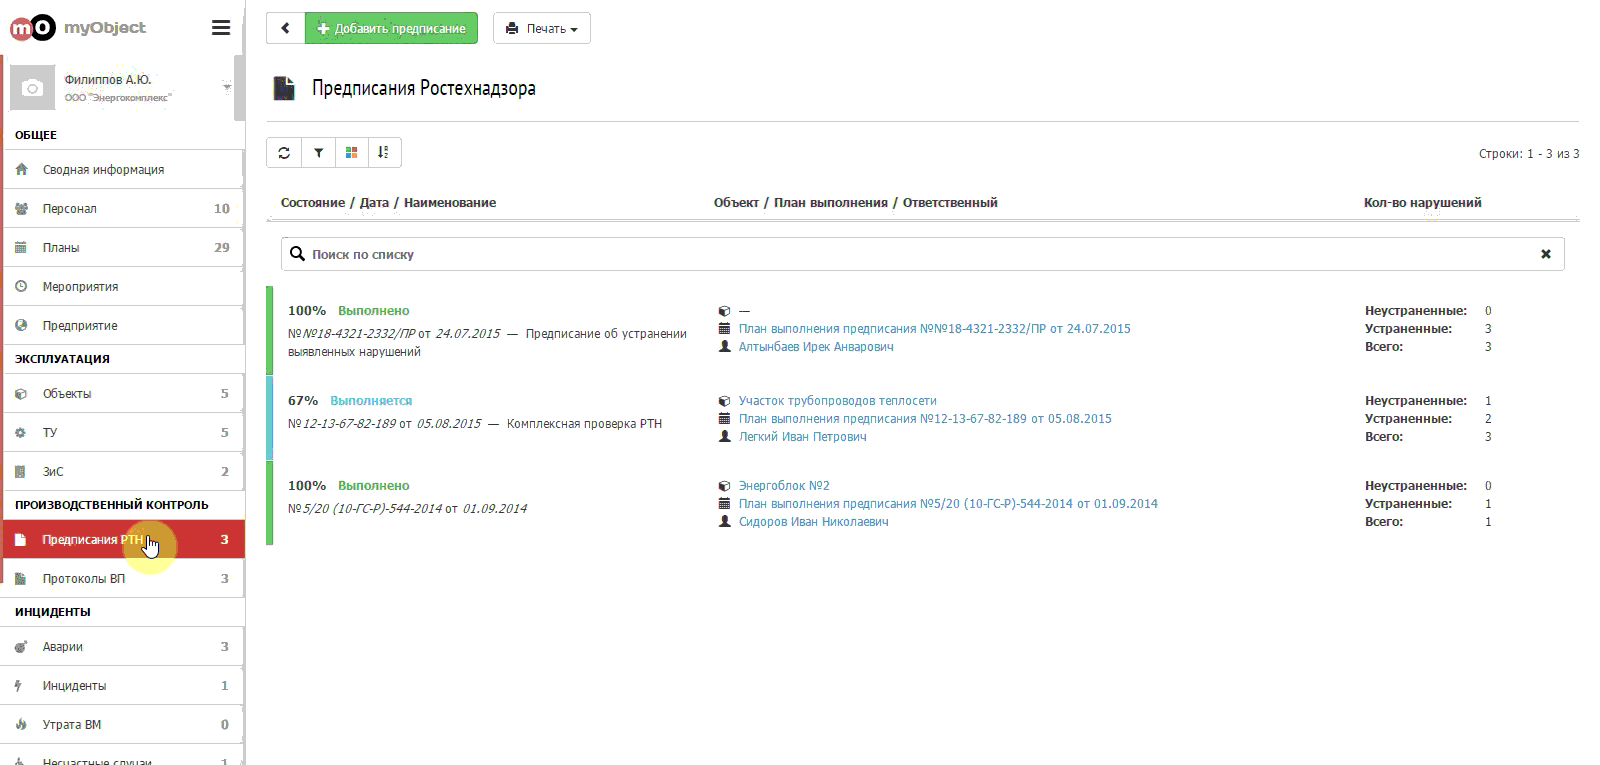 mO myObject
Филиппов А.Ю.
ООО "Энергокомплекс"
ОБЩЕЕ
Сводная информация
Персонал 10
Планы 29
Мероприятия
Предприятие
ЭКСПЛУАТАЦИЯ
Объекты 5
ТУ 5
ЗиС 2
ПРОИЗВОДСТВЕННЫЙ КОНТРОЛЬ
Предписания РТН 3
Протоколы ВП 3
ИНЦИДЕНТЫ
Аварии 3
Инциденты 1
Утрата ВМ 0
Несчастные случаи 1
Добавить предписание Печать
Предписания Ростехнадзора
Строки: 1 - 3 из 3
Состояние / Дата / Наименование Объект / План выполнения / Ответственный Кол-во нарушений
Поиск по списку
100% Выполнено
№№18-4321-2332/ПР от 24.07.2015 — Предписание об устранении
выявленных нарушений
—
План выполнения предписания №№18-4321-2332/ПР от 24.07.2015
Алтынбаев Ирек Анварович
Неустраненные: 0
Устраненные: 3
Всего: 3
67% Выполняется
№12-13-67-82-189 от 05.08.2015 — Комплексная проверка РТН
Участок трубопроводов теплосети
План выполнения предписания №12-13-67-82-189 от 05.08.2015
Легкий Иван Петрович
Неустраненные: 1
Устраненные: 2
Всего: 3
100% Выполнено
№5/20 (10-ГС-Р)-544-2014 от 01.09.2014
Энергоблок №2
План выполнения предписания №5/20 (10-ГС-Р)-544-2014 от 01.09.2014
Сидоров Иван Николаевич
Неустраненные: 0
Устраненные: 1
Всего: 1